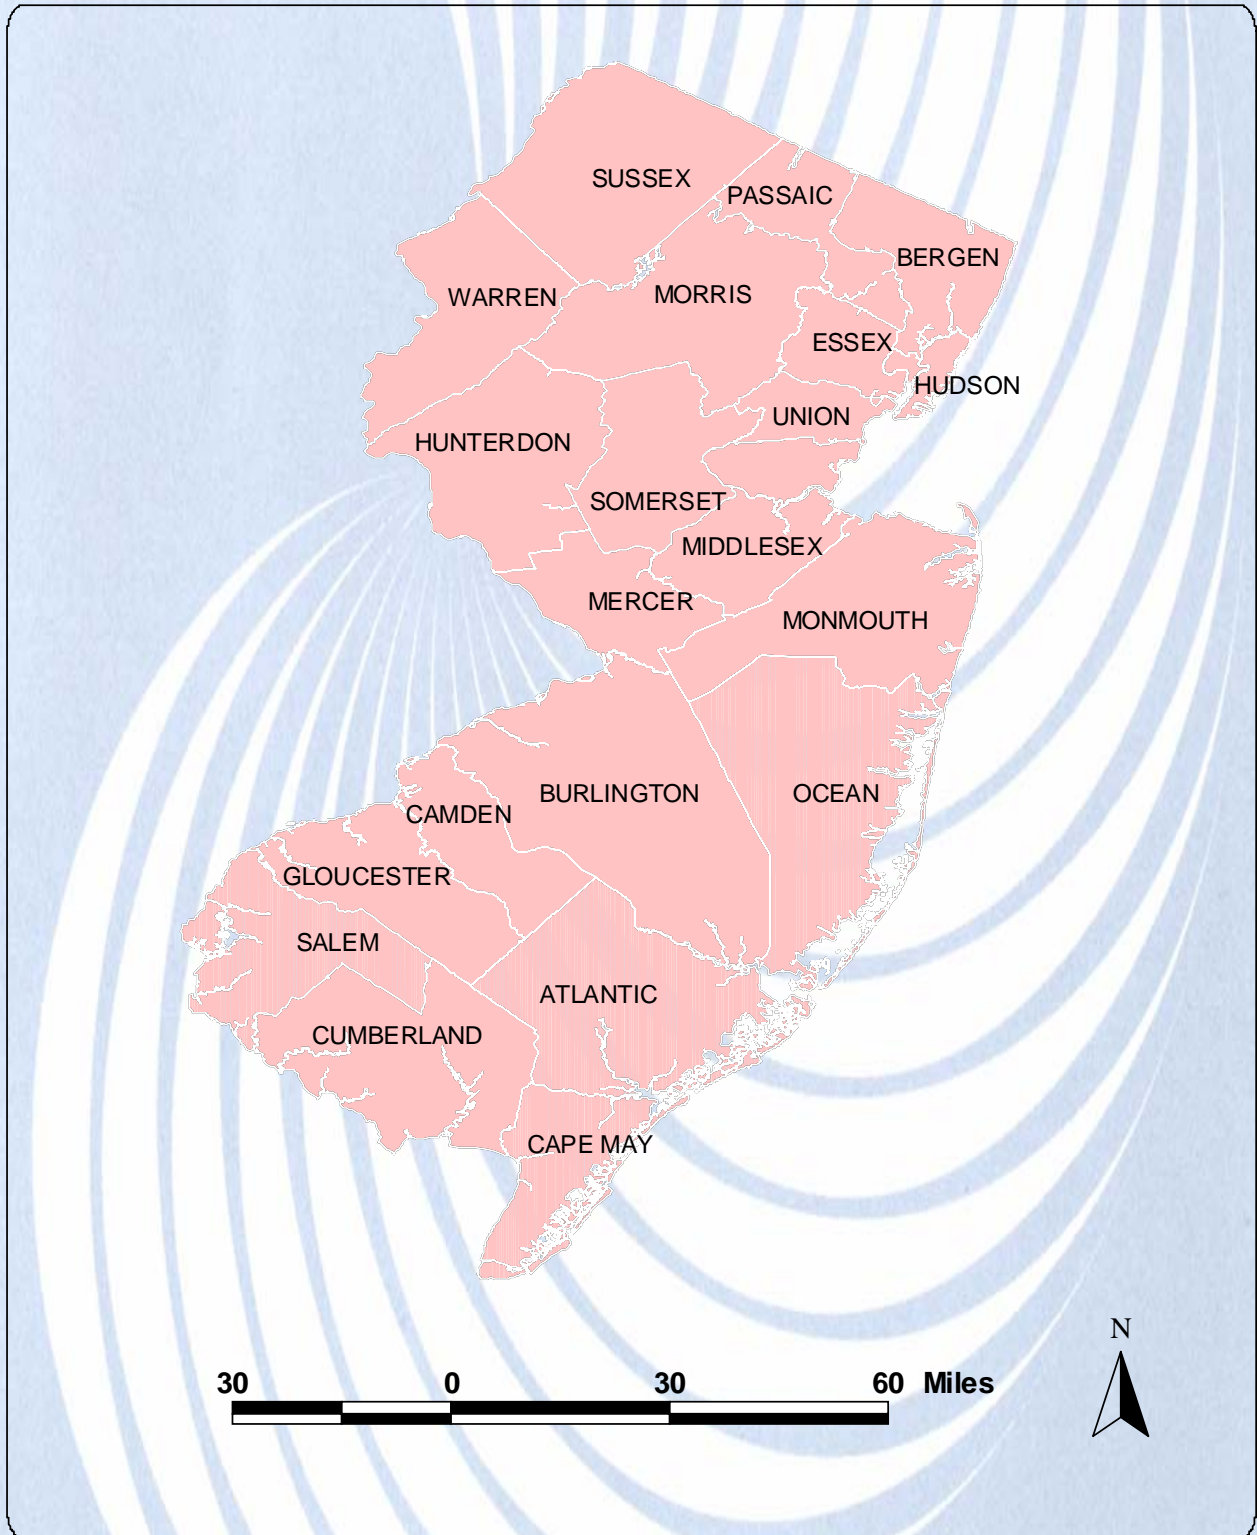 SUSSEX
PASSAIC
BERGEN
WARREN
MORRIS
ESSEX
HUDSON
UNION
HUNTERDON
SOMERSET
MIDDLESEX
MERCER
MONMOUTH
BURLINGTON
OCEAN
CAMDEN
GLOUCESTER
SALEM
ATLANTIC
CUMBERLAND
CAPE MAY
N
30 0 30 60 Miles